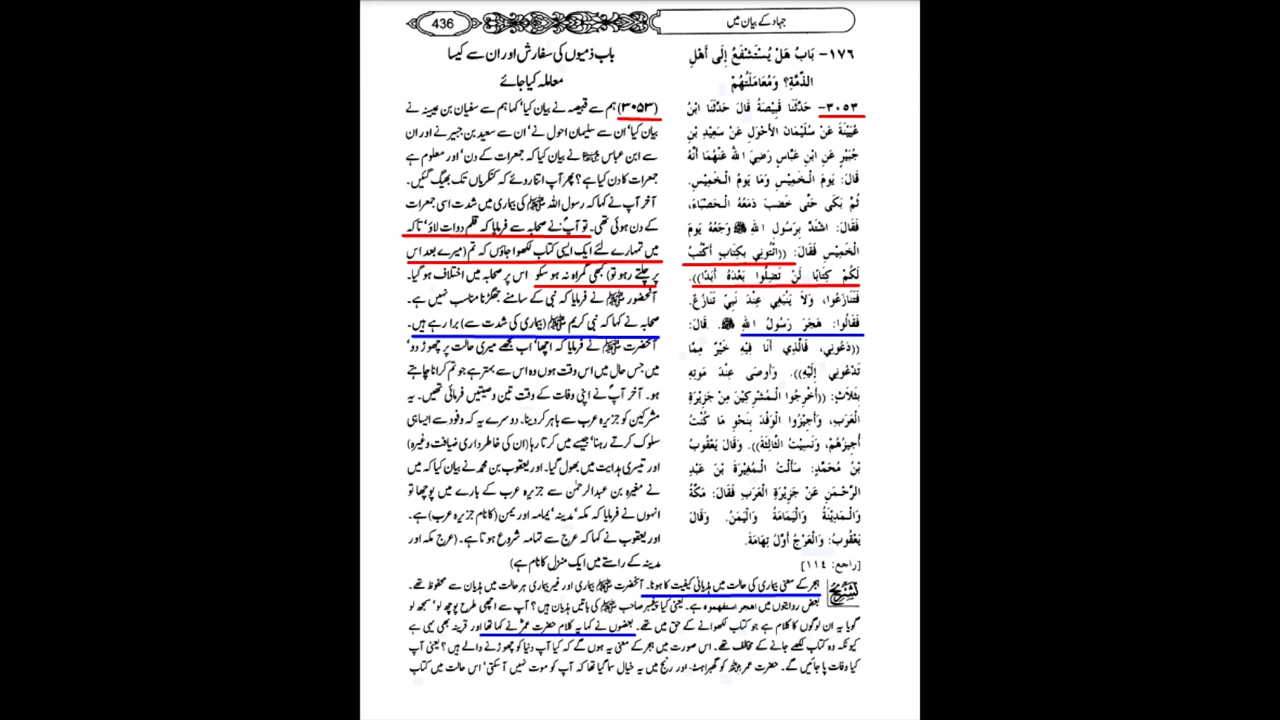 جہاد کے بیان میں
436
۱۷۶– بَابُ هَلْ يُسْتَشْفَعُ إِلَى أَهْلِ
الذِّمَّةِ؟ وَمُعَامَلَتُهُمْ
۳۰۵۳– حَدَّثَنَا قَبِيصَةُ قَالَ حَدَّثَنَا ابْنُ
عُيَيْنَةَ عَنْ سُلَيْمَانَ الأَحْوَلِ عَنْ سَعِيدِ بْنِ
جُبَيْرٍ عَنِ ابْنِ عَبَّاسٍ رَضِيَ اللهُ عَنْهُمَا أَنَّهُ
قَالَ: يَومَ الْـخَمِيْسِ وَمَا يَومُ الْـخَمِيْسِ.
ثُمَّ بَكَى حَتَّى خَضَبَ دَمْعُهُ الْـحَصْبَاءَ،
فَقَالَ: اشْتَدَّ بِرَسُولِ اللهِ ﷺ وَجَعُهُ يَومَ
الْخَمِيْسِ فَقَالَ: ((ائْتُونِي بِكِتَابٍ أَكْتُبْ
لَكُمْ كِتَابًا لَنْ تَضِلُّوا بَعْدَهُ أَبَدًا)).
فَتَنَازَعُوا، وَلاَ يَنْبَغِي عِنْدَ نَبِيٍّ تَنَازُعٌ.
فَقَالُوا: هَجَرَ رَسُولُ اللهِ ﷺ. قَالَ:
((دَعُونِي، فَالَّذِي أَنَا فِيْهِ خَيْرٌ مِمَّا
تَدْعُونِي إِلَيْهِ)). وَأَوصَى عِنْدَ مَوتِهِ
بِثَلاَثٍ: ((أَخْرِجُوا الْـمُشْرِكِيْنَ مِنْ جَزِيْرَةِ
الْعَرَبِ، وَأَجِيْزُوا الْوَفْدَ بِنَحْوِ مَا كُنْتُ
أُجِيْزُهُمْ، وَنَسِيْتُ الثَّالِثَةَ)). وَقَالَ يَعْقُوبُ
بْنُ مُحَمَّدٍ: سَأَلْتُ الْـمُغِيْرَةَ بْنَ عَبْدِ
الرَّحْـمَنِ عَنْ جَزِيْرَةِ الْعَرَبِ فَقَالَ: مَكَّةُ
وَالْـمَدِيْنَةُ وَالْيَمَامَةُ وَالْيَمَنُ. وَقَالَ
يَعْقُوبُ: وَالْعَرْجُ أَوَّلُ تِهَامَةَ.
[راجع: ١١٤]
باب ذمیوں کی سفارش اور ان سے کیسا
معاملہ کیا جائے
(۳۰۵۳) ہم سے قبیصہ نے بیان کیا' کہا ہم سے سفیان بن عیینہ نے
بیان کیا' ان سے سلیمان احول نے' ان سے سعید بن جبیر نے اور ان
سے ابن عباس ؓ نے بیان کیا کہ جمعرات کے دن' اور معلوم ہے
جمعرات کا دن کیا ہے؟ پھر آپ اتنا روئے کہ کنکریاں تک بھیگ گئیں۔
آخر آپ نے کہا کہ رسول اللہ ﷺ کی بیماری میں شدت اسی جمعرات
کے دن ہوئی تھی۔ تو آپؐ نے صحابہ سے فرمایا کہ قلم دوات لاؤ' تاکہ
میں تمہارے لئے ایک ایسی کتاب لکھوا جاؤں کہ تم (میرے بعد اس
پر چلتے رہو تو) کبھی گمراہ نہ ہو سکو اس پر صحابہ میں اختلاف ہو گیا۔
آنحضور ﷺ نے فرمایا کہ نبی کے سامنے جھگڑنا مناسب نہیں ہے۔
صحابہ نے کہا کہ نبی کریم ﷺ (بیماری کی شدت سے) برا رہے ہیں۔
آنحضرت ﷺ نے فرمایا کہ اچھا' اب مجھے میری حالت پر چھوڑ دو'
میں جس حال میں اس وقت ہوں وہ اس سے بہتر ہے جو تم کرانا چاہتے
ہو۔ آخر آپؐ نے اپنی وفات کے وقت تین وصیتیں فرمائی تھیں۔ یہ
مشرکین کو جزیرہ عرب سے باہر کر دینا۔ دوسرے یہ کہ وفود سے ایسا ہی
سلوک کرتے رہنا' جیسے میں کرتا رہا (ان کی خاطرداری ضیافت وغیرہ)
اور تیسری ہدایت میں بھول گیا۔ اور یعقوب بن محمد نے بیان کیا کہ میں
نے مغیرہ بن عبدالرحمٰن سے جزیرہ عرب کے بارے میں پوچھا تو
انہوں نے فرمایا کہ مکہ' مدینہ' یمامہ اور یمن (کا نام جزیرہ عرب) ہے۔
اور یعقوب نے کہا کہ عرج سے تہامہ شروع ہوتا ہے۔ (عرج مکہ اور
مدینہ کے راستے میں ایک منزل کا نام ہے)
تشریح ہجر کے معنی بیماری کی حالت میں ہذیانی کیفیت کا ہونا۔ آنحضرت ﷺ بیماری اور غیر بیماری ہر حالت میں ہذیان سے محفوظ تھے۔
بعض روایتوں میں اهجر استفهموه ہے۔ یعنی کیا پیغمبر صاحب ﷺ کی باتیں ہذیان ہیں؟ آپ سے اچھی طرح پوچھ لو' سمجھ لو
گویا یہ ان لوگوں کا کلام ہے جو کتاب لکھوانے کے حق میں تھے۔ بعضوں نے کہا یہ کلام حضرت عمرؓ نے کہا تھا اور قرینہ بھی یہی ہے
کیونکہ وہ کتاب لکھے جانے کے مخالف تھے۔ اس صورت میں ہجر کے معنی یہ ہوں گے کہ کیا آپ دنیا کو چھوڑنے والے ہیں؟ یعنی آپ
کیا وفات پا جائیں گے۔ حضرت عمر ؓ کو گھبراہٹ اور رنج میں یہ خیال سما گیا تھا کہ آپ کو موت نہیں آ سکتی' اس حالت میں کتاب